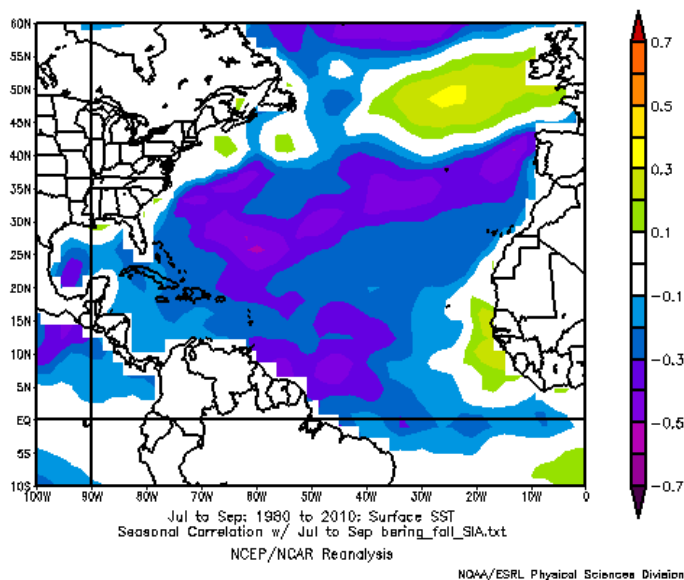 60N
55N
50N
45N
40N
35N
30N
25N
20N
15N
10N
5N
EQ
5S
10S
100W 90W 80W 70W 60W 50W 40W 30W 20W 10W 0
0.7
0.5
0.3
0.1
-0.1
-0.3
-0.5
-0.7
Jul to Sep: 1980 to 2010: Surface SST
Seasonal Correlation w/ Jul to Sep bering_fall_SIA.txt
NCEP/NCAR Reanalysis
NOAA/ESRL Physical Sciences Division